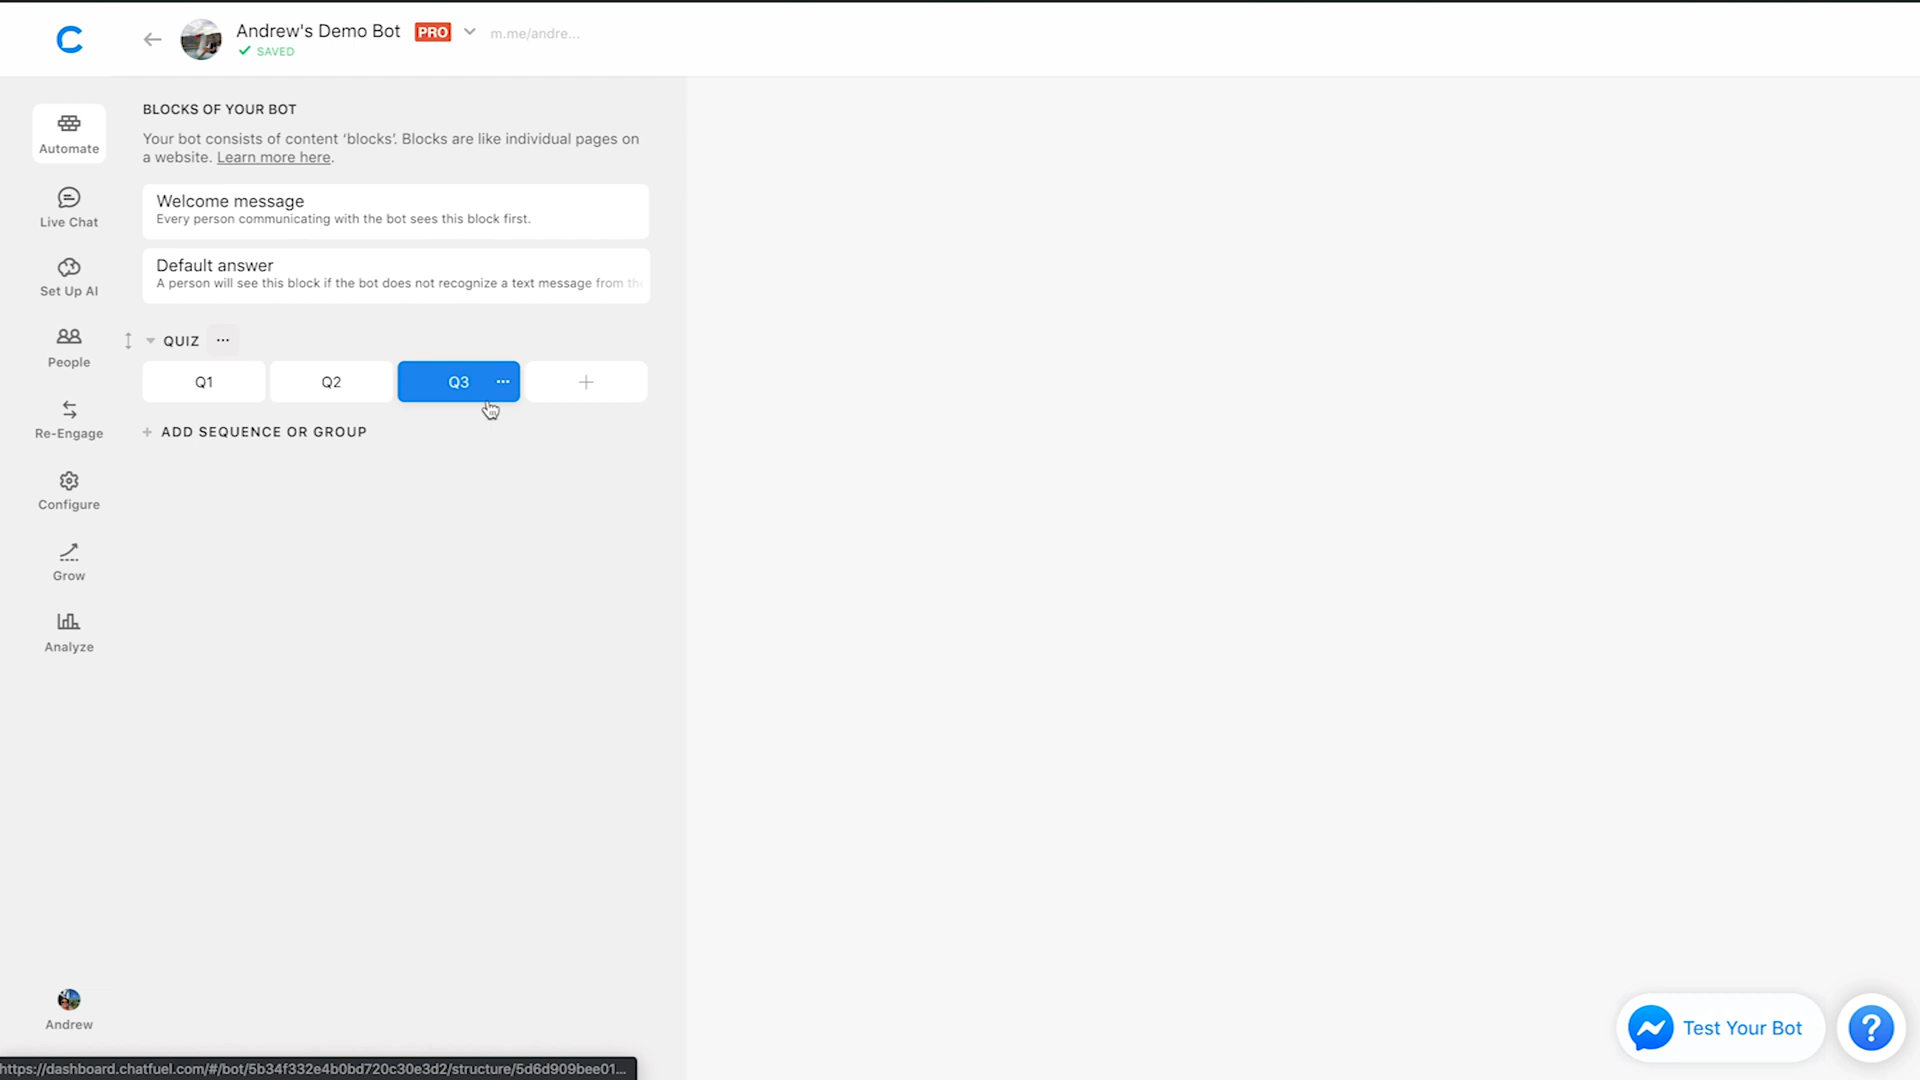 Andrew's Demo Bot PRO m.me/andre...
SAVED
Automate
Live Chat
Set Up AI
People
Re-Engage
Configure
Grow
Analyze
Andrew
BLOCKS OF YOUR BOT
Your bot consists of content ‘blocks’. Blocks are like individual pages on
a website. Learn more here.
Welcome message
Every person communicating with the bot sees this block first.
Default answer
A person will see this block if the bot does not recognize a text message from the
QUIZ ...
Q1 Q2 Q3 ... +
+ ADD SEQUENCE OR GROUP
Test Your Bot ?
https://dashboard.chatfuel.com/#/bot/5b34f332e4b0bd720c30e3d2/structure/5d6d909bee01...